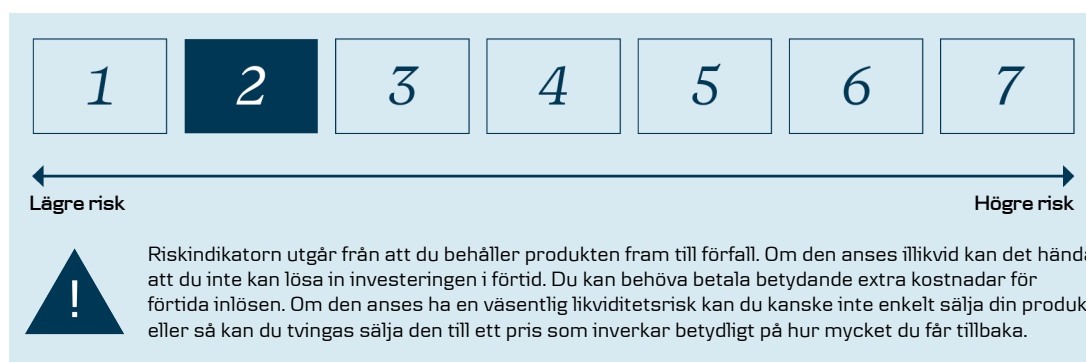 1 2 3 4 5 6 7
Lägre risk Högre risk
Riskindikatorn utgår från att du behåller produkten fram till förfall. Om den anses illikvid kan det hända
att du inte kan lösa in investeringen i förtid. Du kan behöva betala betydande extra kostnadar för
! förtida inlösen. Om den anses ha en väsentlig likviditetsrisk kan du kanske inte enkelt sälja din produk
eller så kan du tvingas sälja den till ett pris som inverkar betydligt på hur mycket du får tillbaka.